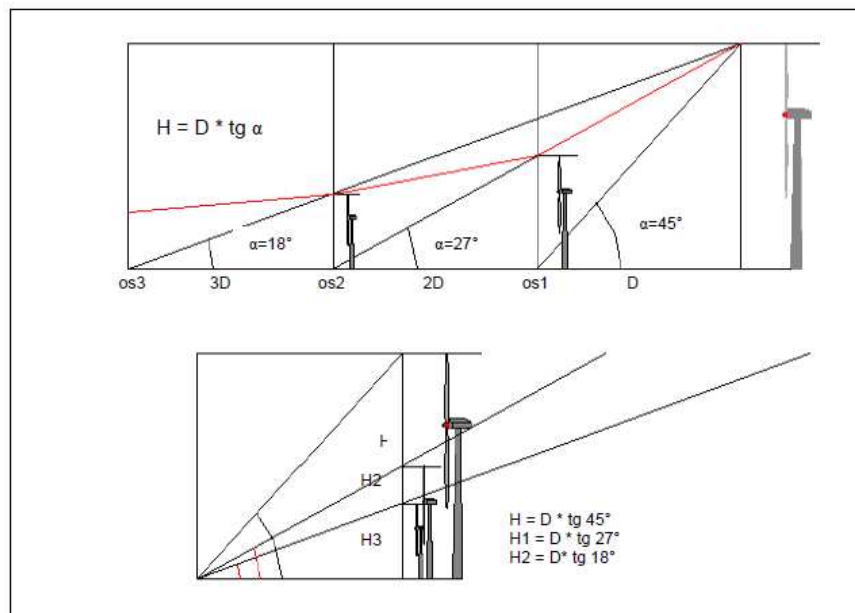 H = D * tg α
α=18°
α=27°
α=45°
os3 3D os2 2D os1 D
H
H2
H3
H = D * tg 45°
H1 = D * tg 27°
H2 = D* tg 18°